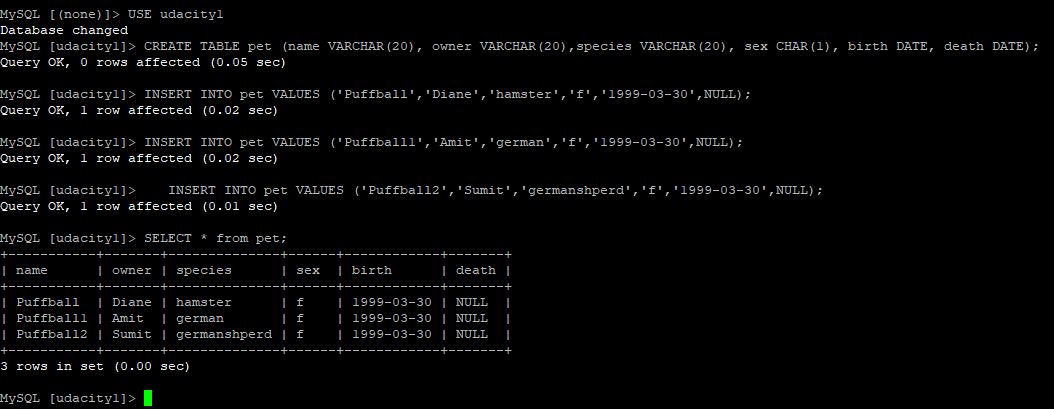 MySQL [(none)]> USE udacity1
Database changed
MySQL [udacity1]> CREATE TABLE pet (name VARCHAR(20), owner VARCHAR(20),species VARCHAR(20), sex CHAR(1), birth DATE, death DATE);
Query OK, 0 rows affected (0.05 sec)

MySQL [udacity1]> INSERT INTO pet VALUES ('Puffball','Diane','hamster','f','1999-03-30',NULL);
Query OK, 1 row affected (0.02 sec)

MySQL [udacity1]> INSERT INTO pet VALUES ('Puffball1','Amit','german','f','1999-03-30',NULL);
Query OK, 1 row affected (0.02 sec)

MySQL [udacity1]>    INSERT INTO pet VALUES ('Puffball2','Sumit','germanshperd','f','1999-03-30',NULL);
Query OK, 1 row affected (0.01 sec)

MySQL [udacity1]> SELECT * from pet;
+-----------+-------+--------------+------+------------+-------+
| name      | owner | species      | sex  | birth      | death |
+-----------+-------+--------------+------+------------+-------+
| Puffball  | Diane | hamster      | f    | 1999-03-30 | NULL  |
| Puffball1 | Amit  | german       | f    | 1999-03-30 | NULL  |
| Puffball2 | Sumit | germanshperd | f    | 1999-03-30 | NULL  |
+-----------+-------+--------------+------+------------+-------+
3 rows in set (0.00 sec)

MySQL [udacity1]>